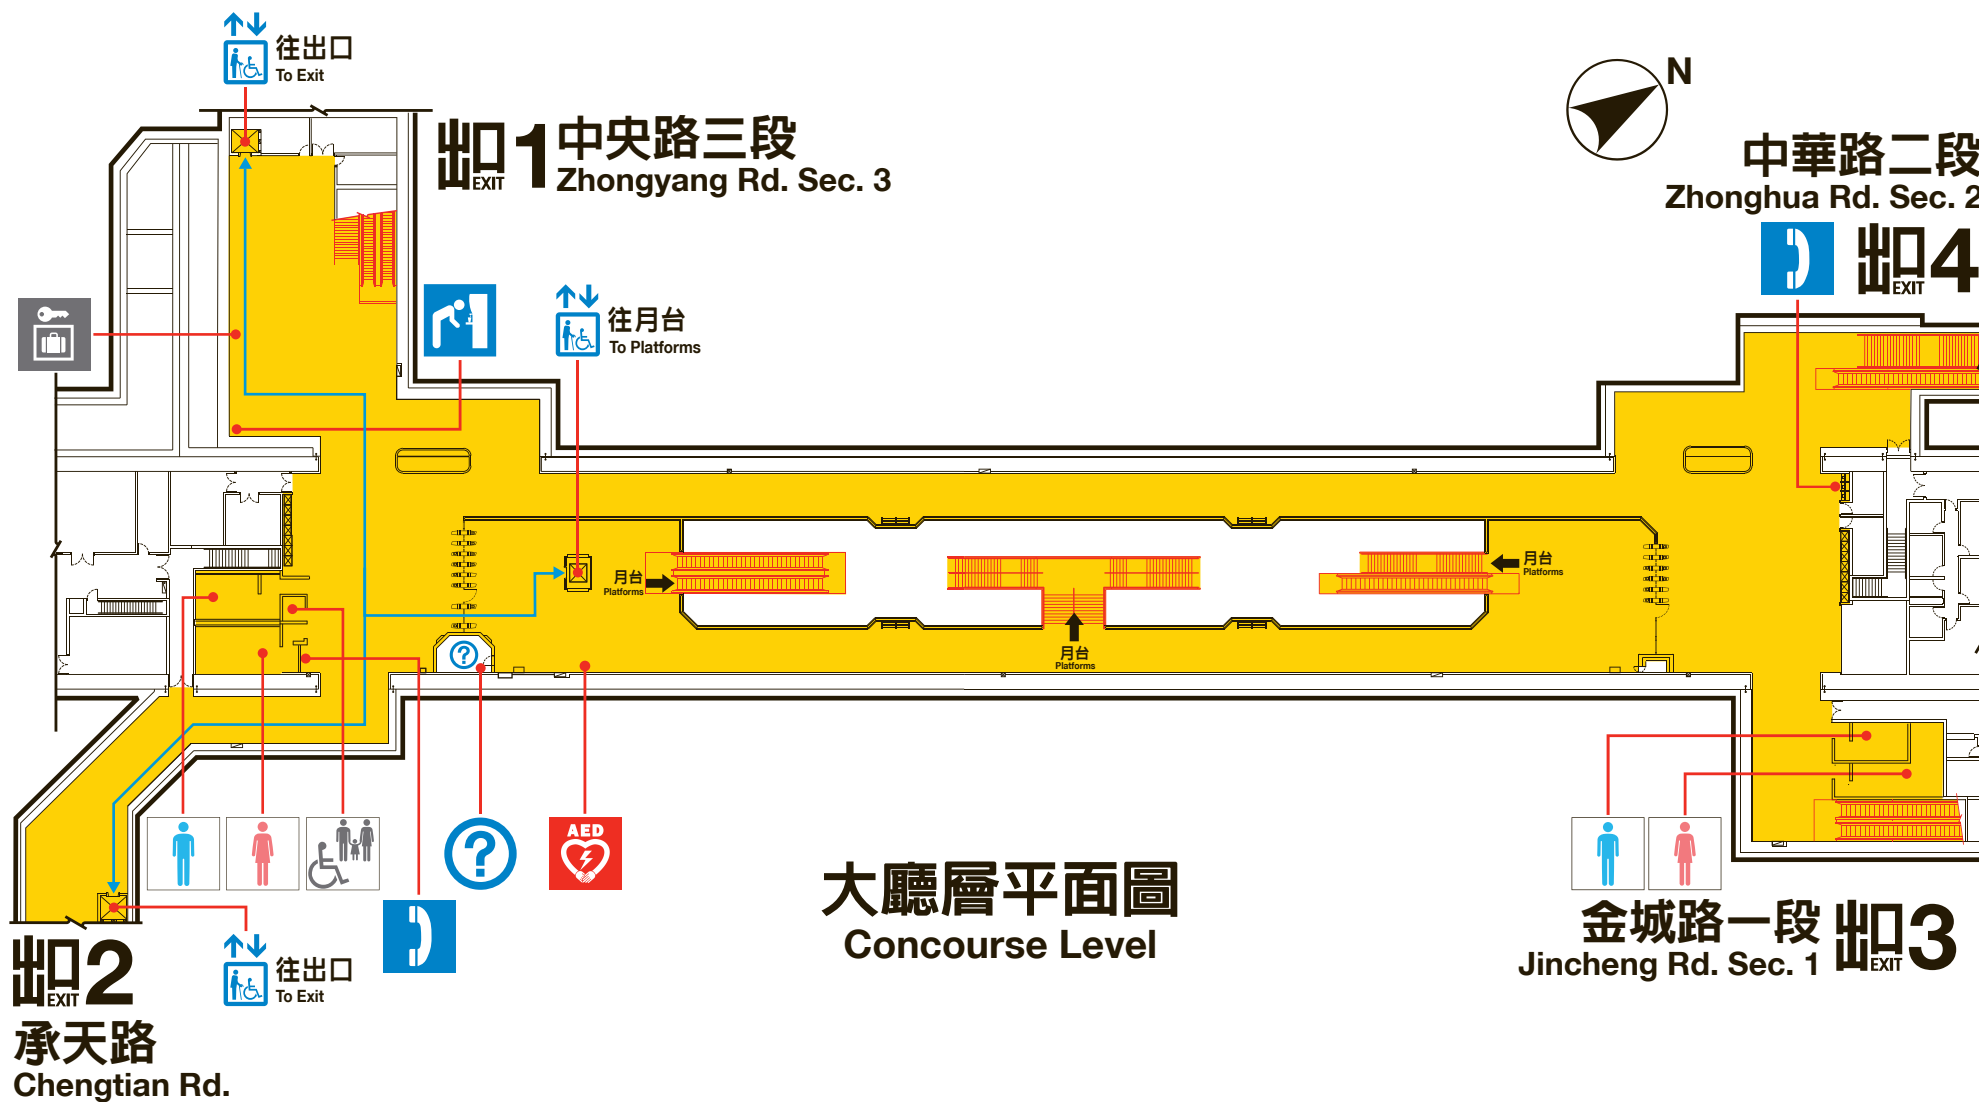 往出口
To Exit
出口 EXIT 1
中央路三段
Zhongyang Rd. Sec. 3
N
中華路二段
Zhonghua Rd. Sec. 2
出口 EXIT 4
往月台
To Platforms
月台
Platforms
月台
Platforms
月台
Platforms
?
?
AED
大廳層平面圖
Concourse Level
金城路一段
Jincheng Rd. Sec. 1
出口 EXIT 3
出口 EXIT 2
承天路
Chengtian Rd.
往出口
To Exit